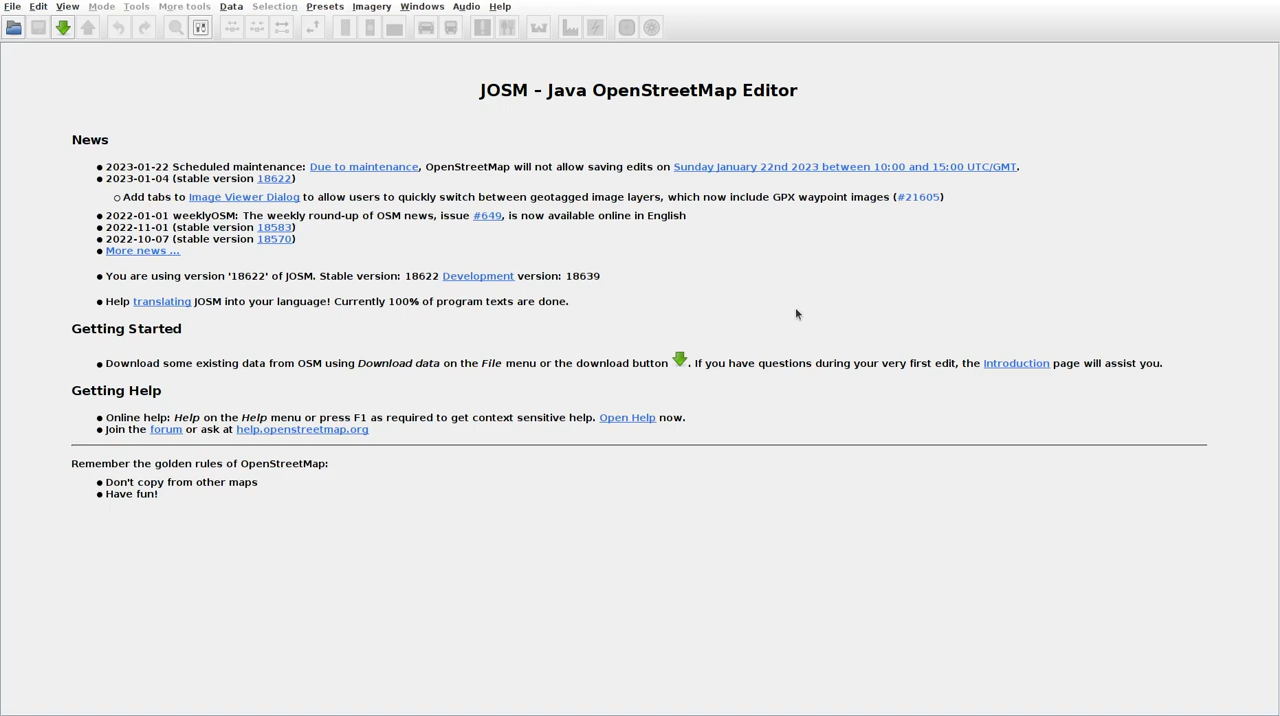 File Edit View Mode Tools More tools Data Selection Presets Imagery Windows Audio Help
JOSM – Java OpenStreetMap Editor
News
● 2023-01-22 Scheduled maintenance: Due to maintenance, OpenStreetMap will not allow saving edits on Sunday January 22nd 2023 between 10:00 and 15:00 UTC/GMT.
● 2023-01-04 (stable version 18622)
○ Add tabs to Image Viewer Dialog to allow users to quickly switch between geotagged image layers, which now include GPX waypoint images (#21605)
● 2022-01-01 weeklyOSM: The weekly round-up of OSM news, issue #649, is now available online in English
● 2022-11-01 (stable version 18583)
● 2022-10-07 (stable version 18570)
● More news ...
● You are using version '18622' of JOSM. Stable version: 18622 Development version: 18639
● Help translating JOSM into your language! Currently 100% of program texts are done.
Getting Started
● Download some existing data from OSM using Download data on the File menu or the download button . If you have questions during your very first edit, the Introduction page will assist you.
Getting Help
● Online help: Help on the Help menu or press F1 as required to get context sensitive help. Open Help now.
● Join the forum or ask at help.openstreetmap.org
Remember the golden rules of OpenStreetMap:
● Don't copy from other maps
● Have fun!